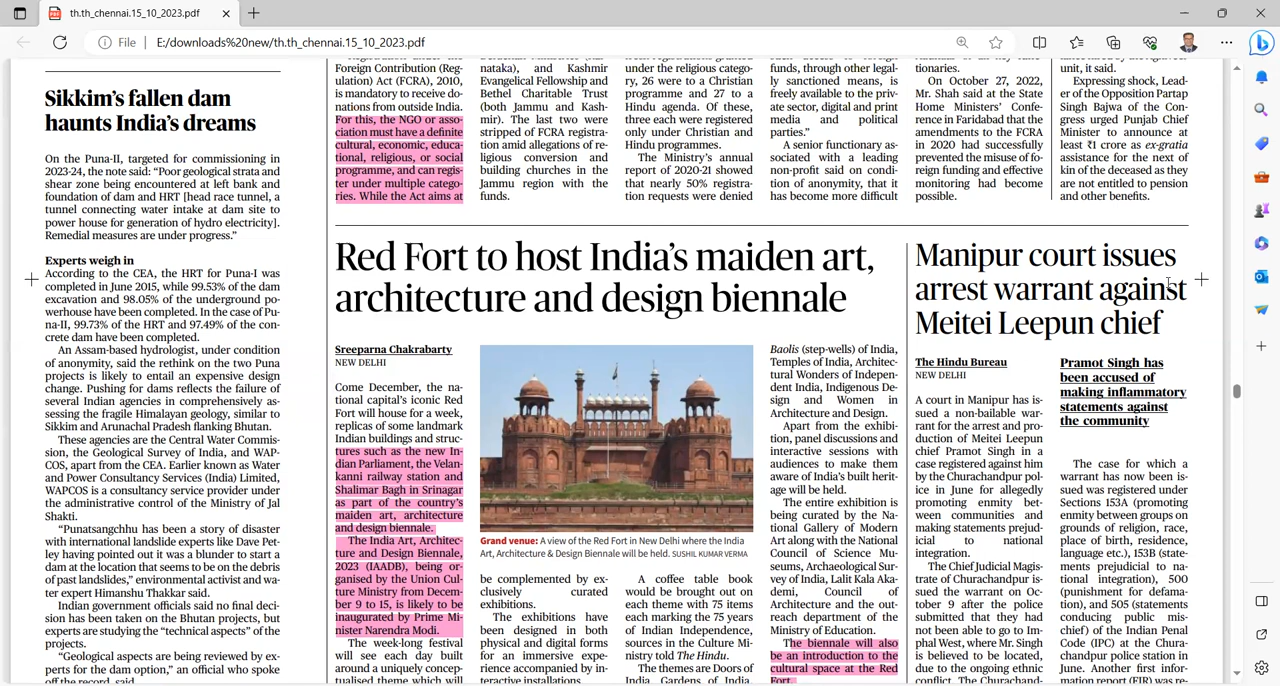 th.th_chennai.15_10_2023.pdf
File
E:/downloads%20new/th.th_chennai.15_10_2023.pdf
Sikkim's fallen dam
haunts India's dreams
On the Puna-II, targeted for commissioning in
2023-24, the note said: "Poor geological strata and
shear zone being encountered at left bank and
foundation of dam and HRT [head race tunnel, a
tunnel connecting water intake at dam site to
power house for generation of hydro electricity].
Remedial measures are under progress."
Experts weigh in
According to the CEA, the HRT for Puna-I was
completed in June 2015, while 99.53% of the dam
excavation and 98.05% of the underground po-
werhouse have been completed. In the case of Pu-
na-II, 99.73% of the HRT and 97.49% of the con-
crete dam have been completed.
An Assam-based hydrologist, under condition
of anonymity, said the rethink on the two Puna
projects is likely to entail an expensive design
change. Pushing for dams reflects the failure of
several Indian agencies in comprehensively as-
sessing the fragile Himalayan geology, similar to
Sikkim and Arunachal Pradesh flanking Bhutan.
These agencies are the Central Water Commis-
sion, the Geological Survey of India, and WAP-
COS, apart from the CEA. Earlier known as Water
and Power Consultancy Services (India) Limited,
WAPCOS is a consultancy service provider under
the administrative control of the Ministry of Jal
Shakti.
"Punatsangchhu has been a story of disaster
with international landslide experts like Dave Pet-
ley having pointed out it was a blunder to start a
dam at the location that seems to be on the debris
of past landslides," environmental activist and wa-
ter expert Himanshu Thakkar said.
Indian government officials said no final deci-
sion has been taken on the Bhutan projects, but
experts are studying the "technical aspects" of the
projects.
"Geological aspects are being reviewed by ex-
perts for the dam option," an official who spoke
off the record, said
Foreign Contribution (Reg-
ulation) Act (FCRA), 2010,
is mandatory to receive do-
nations from outside India.
For this, the NGO or asso-
ciation must have a definite
cultural, economic, educa-
tional, religious, or social
programme, and can regis-
ter under multiple catego-
ries. While the Act aims at
nataka), and Kashmir
Evangelical Fellowship and
Bethel Charitable Trust
(both Jammu and Kash-
mir). The last two were
stripped of FCRA registra-
tion amid allegations of re-
ligious conversion and
building churches in the
Jammu region with the
funds.
under the religious catego-
ry, 26 were to a Christian
programme and 27 to a
Hindu agenda. Of these,
three each were registered
only under Christian and
Hindu programmes.
The Ministry's annual
report of 2020-21 showed
that nearly 50% registra-
tion requests were denied
funds, through other legal-
ly sanctioned means, is
freely available to the pri-
vate sector, digital and print
media and political
parties."
A senior functionary as-
sociated with a leading
non-profit said on condi-
tion of anonymity, that it
has become more difficult
tionaries.
On October 27, 2022,
Mr. Shah said at the State
Home Ministers' Confe-
rence in Faridabad that the
amendments to the FCRA
in 2020 had successfully
prevented the misuse of fo-
reign funding and effective
monitoring had become
possible.
unit, it said.
Expressing shock, Lead-
er of the Opposition Partap
Singh Bajwa of the Con-
gress urged Punjab Chief
Minister to announce at
least ₹1 crore as ex-gratia
assistance for the next of
kin of the deceased as they
are not entitled to pension
and other benefits.
Red Fort to host India's maiden art,
architecture and design biennale
Sreeparna Chakrabarty
NEW DELHI
Come December, the na-
tional capital's iconic Red
Fort will house for a week,
replicas of some landmark
Indian buildings and struc-
tures such as the new In-
dian Parliament, the Velan-
kanni railway station and
Shalimar Bagh in Srinagar
as part of the country's
maiden art, architecture
and design biennale.
The India Art, Architec-
ture and Design Biennale,
2023 (IAADB), being or-
ganised by the Union Cul-
ture Ministry from Decem-
ber 9 to 15, is likely to be
inaugurated by Prime Mi-
nister Narendra Modi.
The week-long festival
will see each day built
around a uniquely concep-
tualised theme which will
Grand venue: A view of the Red Fort in New Delhi where the India
Art, Architecture & Design Biennale will be held. SUSHIL KUMAR VERMA
be complemented by ex-
clusively curated
exhibitions.
The exhibitions have
been designed in both
physical and digital forms
for an immersive expe-
rience accompanied by in-
teractive installations.
A coffee table book
would be brought out on
each theme with 75 items
each marking the 75 years
of Indian Independence,
sources in the Culture Mi-
nistry told The Hindu.
The themes are Doors of
India, Gardens of India,
Baolis (step-wells) of India,
Temples of India, Architec-
tural Wonders of Indepen-
dent India, Indigenous De-
sign and Women in
Architecture and Design.
Apart from the exhibi-
tion, panel discussions and
interactive sessions with
audiences to make them
aware of India's built herit-
age will be held.
The entire exhibition is
being curated by the Na-
tional Gallery of Modern
Art along with the National
Council of Science Mu-
seums, Archaeological Sur-
vey of India, Lalit Kala Aka-
demi, Council of
Architecture and the out-
reach department of the
Ministry of Education.
The biennale will also
be an introduction to the
cultural space at the Red
Fort.
Manipur court issues
arrest warrant against
Meitei Leepun chief
The Hindu Bureau
NEW DELHI
A court in Manipur has is-
sued a non-bailable war-
rant for the arrest and pro-
duction of Meitei Leepun
chief Pramot Singh in a
case registered against him
by the Churachandpur pol-
ice in June for allegedly
promoting enmity bet-
ween communities and
making statements prejud-
icial to national
integration.
The Chief Judicial Magis-
trate of Churachandpur is-
sued the warrant on Oc-
tober 9 after the police
submitted that they had
not been able to go to Im-
phal West, where Mr. Singh
is believed to be located,
due to the ongoing ethnic
conflict. The Churachand-
Pramot Singh has
been accused of
making inflammatory
statements against
the community
The case for which a
warrant has now been is-
sued was registered under
Sections 153A (promoting
enmity between groups on
grounds of religion, race,
place of birth, residence,
language etc.), 153B (state-
ments prejudicial to na-
tional integration), 500
(punishment for defama-
tion), and 505 (statements
conducing public mis-
chief) of the Indian Penal
Code (IPC) at the Chura-
chandpur police station in
June. Another first infor-
mation report (FIR) was re-